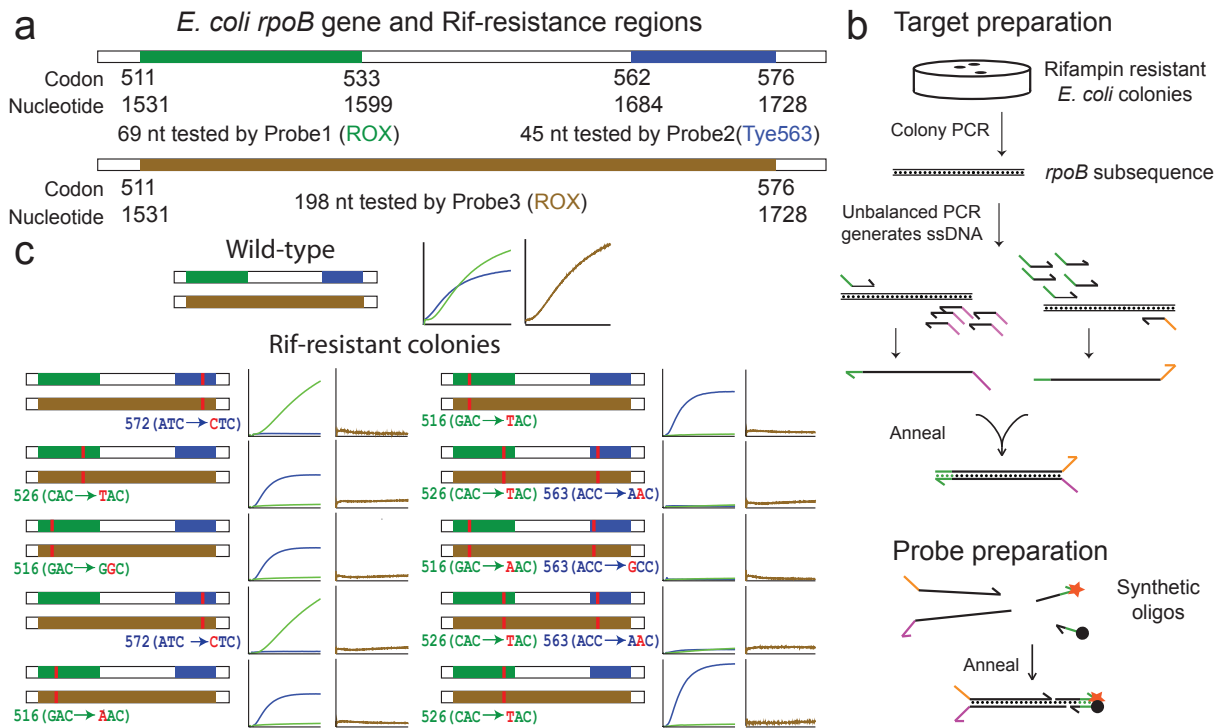 a
E. coli rpoB gene and Rif-resistance regions
Codon 511 533 562 576
Nucleotide 1531 1599 1684 1728
69 nt tested by Probe1 (ROX) 45 nt tested by Probe2(Tye563)
Codon 511 576
198 nt tested by Probe3 (ROX)
Nucleotide 1531 1728
b
Target preparation
Rifampin resistant
E. coli colonies
Colony PCR
rpoB subsequence
Unbalanced PCR
generates ssDNA
Anneal
Probe preparation
Synthetic
oligos
Anneal
c
Wild-type
Rif-resistant colonies
572(ATC→CTC)
526(CAC→TAC)
516(GAC→GGC)
572(ATC→CTC)
516(GAC→AAC)
516(GAC→TAC)
526(CAC→TAC) 563(ACC→AAC)
516(GAC→AAC) 563(ACC→GCC)
526(CAC→TAC) 563(ACC→AAC)
526(CAC→TAC)